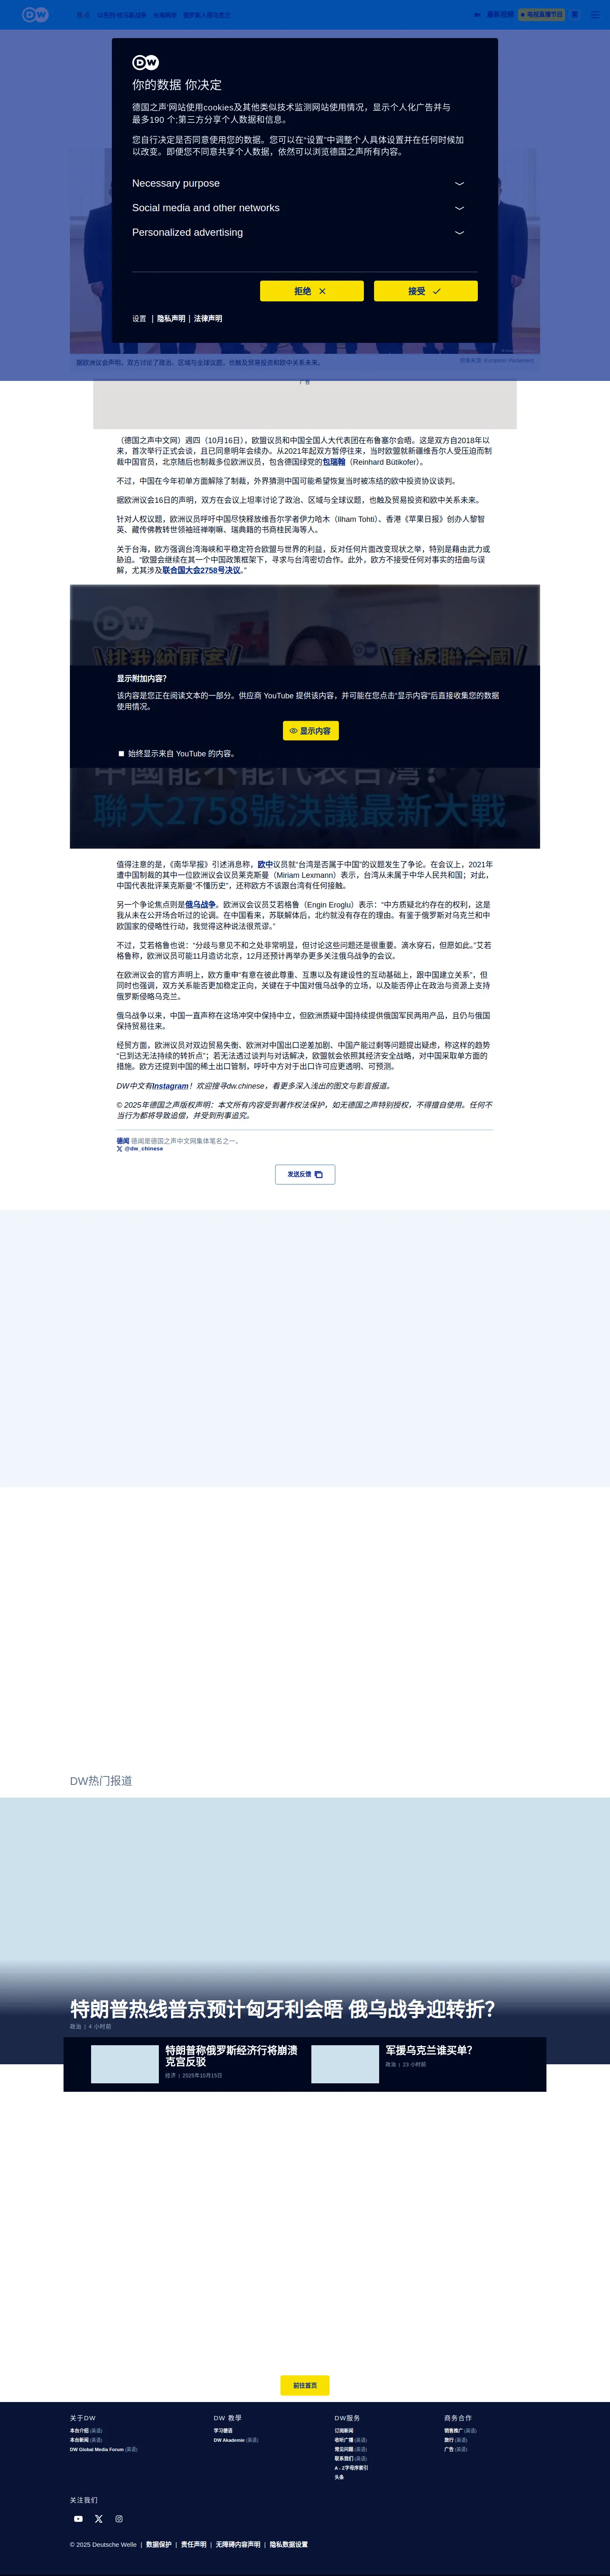 DW
焦点
以色列-哈马斯战争
台海两岸
俄罗斯入侵乌克兰
最新视频
电视直播节目
DW
你的数据 你决定
德国之声‘网站使用cookies及其他类似技术监测网站使用情况，显示个人化广告并与
最多190 个;第三方分享个人数据和信息。
您自行决定是否同意使用您的数据。您可以在“设置”中调整个人具体设置并在任何时候加
以改变。即便您不同意共享个人数据，依然可以浏览德国之声所有内容。
Necessary purpose
Social media and other networks
Personalized advertising
拒绝
接受
设置 | 隐私声明 | 法律声明
据欧洲议会声明，双方讨论了政治、区域与全球议题，也触及贸易投资和欧中关系未来。
图像来源: European Parliament
广告
（德国之声中文网）週四（10月16日），欧盟议员和中国全国人大代表团在布鲁塞尔会晤。这是双方自2018年以
来，首次举行正式会谈，且已同意明年会续办。从2021年起双方暂停往来，当时欧盟就新疆维吾尔人受压迫而制
裁中国官员，北京随后也制裁多位欧洲议员，包含德国绿党的包瑞翰（Reinhard Bütikofer）。
不过，中国在今年初单方面解除了制裁，外界猜测中国可能希望恢复当时被冻结的欧中投资协议谈判。
据欧洲议会16日的声明，双方在会议上坦率讨论了政治、区域与全球议题，也触及贸易投资和欧中关系未来。
针对人权议题，欧洲议员呼吁中国尽快释放维吾尔学者伊力哈木（Ilham Tohti）、香港《苹果日报》创办人黎智
英、藏传佛教转世领袖班禅喇嘛、瑞典籍的书商桂民海等人。
关于台海，欧方强调台湾海峡和平稳定符合欧盟与世界的利益，反对任何片面改变现状之举，特别是藉由武力或
胁迫。“欧盟会继续在其一个中国政策框架下，寻求与台湾密切合作。此外，欧方不接受任何对事实的扭曲与误
解，尤其涉及联合国大会2758号决议。”
DW
排我納匪案
重返聯合國
显示附加内容?
该内容是您正在阅读文本的一部分。供应商 YouTube 提供该内容，并可能在您点击“显示内容”后直接收集您的数据
使用情况。
显示内容
始终显示来自 YouTube 的内容。
中國能不能代表台灣？
聯大2758號決議最新大戰
值得注意的是，《南华早报》引述消息称，欧中议员就“台湾是否属于中国”的议题发生了争论。在会议上，2021年
遭中国制裁的其中一位欧洲议会议员莱克斯曼（Miriam Lexmann）表示，台湾从未属于中华人民共和国；对此，
中国代表批评莱克斯曼“不懂历史”，还称欧方不该跟台湾有任何接触。
另一个争论焦点则是俄乌战争。欧洲议会议员艾若格鲁（Engin Eroglu）表示：“中方质疑北约存在的权利，这是
我从未在公开场合听过的论调。在中国看来，苏联解体后，北约就没有存在的理由。有鉴于俄罗斯对乌克兰和中
欧国家的侵略性行动，我觉得这种说法很荒谬。”
不过，艾若格鲁也说：“分歧与意见不和之处非常明显，但讨论这些问题还是很重要。滴水穿石，但愿如此。”艾若
格鲁称，欧洲议员可能11月造访北京，12月还预计再举办更多关注俄乌战争的会议。
在欧洲议会的官方声明上，欧方重申“有意在彼此尊重、互惠以及有建设性的互动基础上，跟中国建立关系”，但
同时也强调，双方关系能否更加稳定正向，关键在于中国对俄乌战争的立场，以及能否停止在政治与资源上支持
俄罗斯侵略乌克兰。
俄乌战争以来，中国一直声称在这场冲突中保持中立，但欧洲质疑中国持续提供俄国军民两用产品，且仍与俄国
保持贸易往来。
经贸方面，欧洲议员对双边贸易失衡、欧洲对中国出口逆差加剧、中国产能过剩等问题提出疑虑，称这样的趋势
“已到达无法持续的转折点”；若无法透过谈判与对话解决，欧盟就会依照其经济安全战略，对中国采取单方面的
措施。欧方还提到中国的稀土出口管制，呼吁中方对于出口许可应更透明、可预测。
DW中文有Instagram！欢迎搜寻dw.chinese，看更多深入浅出的图文与影音报道。
© 2025年德国之声版权声明：本文所有内容受到著作权法保护，如无德国之声特别授权，不得擅自使用。任何不
当行为都将导致追偿，并受到刑事追究。
德闻 德闻是德国之声中文网集体笔名之一。
@dw_chinese
发送反馈
DW热门报道
特朗普热线普京预计匈牙利会晤 俄乌战争迎转折?
政治 | 4 小时前
特朗普称俄罗斯经济行将崩溃
克宫反驳
经济 | 2025年10月15日
军援乌克兰谁买单?
政治 | 23 小时前
前往首页
关于DW
本台介绍 (英语)
本台新闻 (英语)
DW Global Media Forum (英语)
DW 教学
学习德语
DW Akademie (英语)
DW服务
订阅新闻
收听广播 (英语)
常见问题 (英语)
联系我们 (英语)
A - Z字母序索引
头条
商务合作
销售推广 (英语)
旅行 (英语)
广告 (英语)
关注我们
© 2025 Deutsche Welle | 数据保护 | 责任声明 | 无障碍内容声明 | 隐私数据设置